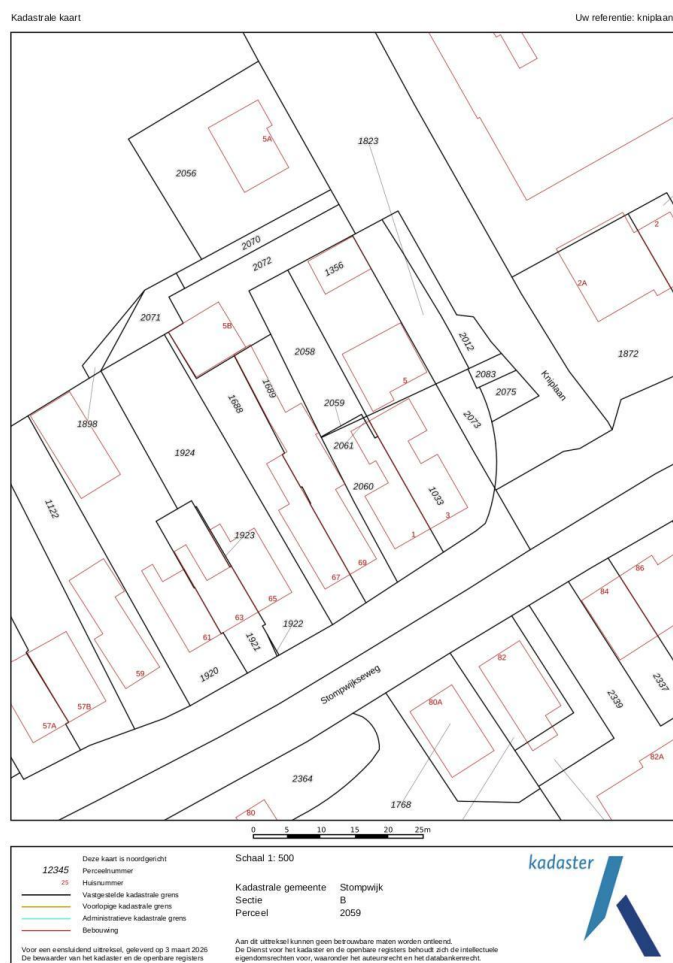 Kadastrale kaart
Uw referentie: kniplaan
5A
2056
1823
2
2070
2072
1356
2A
2071
5B
2012
2058
1872
5
2083
1689
Kniplaan
2075
1688
2059
1898
2073
2061
1924
2060
1033
1122
3
1923
1
69
86
67
84
65
63
1922
61
1921
82
59
1920
Stompwijkseweg
2337
2339
80A
57B
57A
82A
2364
1768
80
0 5 10 15 20 25m
Deze kaart is noordgericht
12345 Perceelnummer
25 Huisnummer
Vastgestelde kadastrale grens
Voorlopige kadastrale grens
Administratieve kadastrale grens
Bebouwing
Voor een eensluidend uittreksel, geleverd op 3 maart 2026
De bewaarder van het kadaster en de openbare registers
Schaal 1: 500
Kadastrale gemeente Stompwijk
Sectie B
Perceel 2059
Aan dit uittreksel kunnen geen betrouwbare maten worden ontleend.
De Dienst voor het kadaster en de openbare registers behoudt zich de intellectuele
eigendomsrechten voor, waaronder het auteursrecht en het databankenrecht.
kadaster